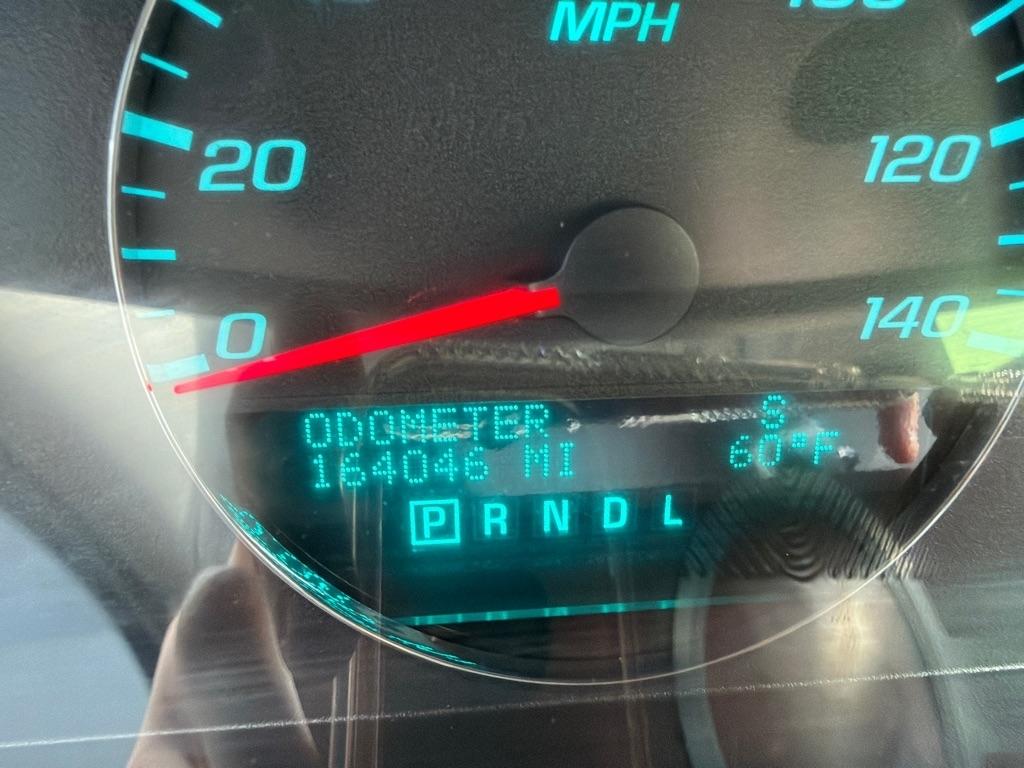 MPH
20
120
0
140
ODOMETER S
164046 MI 60°F
P R N D L